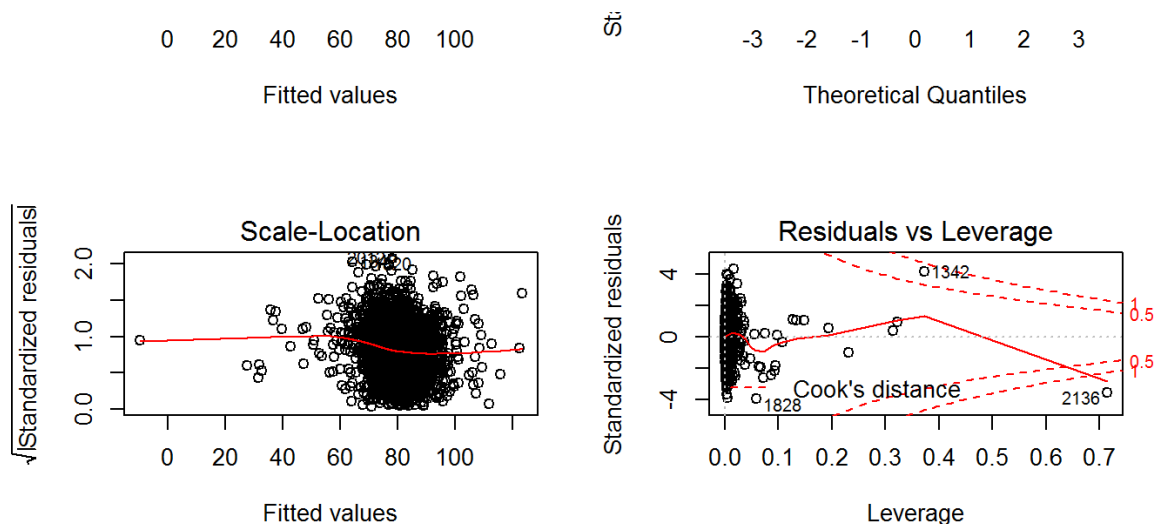 0 20 40 60 80 100
Fitted values
-3 -2 -1 0 1 2 3
Theoretical Quantiles
Scale-Location
√|Standardized residuals|
2.0
1.0
0.0
0 20 40 60 80 100
Fitted values
Residuals vs Leverage
Standardized residuals
4
0
-4
1342
1
0.5
0.5
1
Cook's distance
1828
2136
0.0 0.1 0.2 0.3 0.4 0.5 0.6 0.7
Leverage